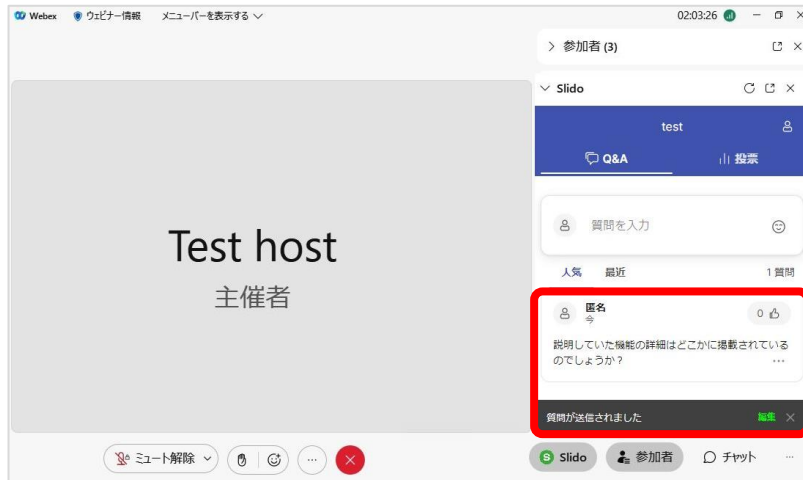 Webex ウェビナー情報 メニューバーを表示する 02:03:26
参加者 (3)
Slido
test
Q&A 投票
質問を入力
人気 最近 1 質問
匿名
今
0
説明していた機能の詳細はどこかに掲載されている
のでしょうか？
質問が送信されました 編集
Test host
主催者
ミュート解除
S Slido 参加者 チャット